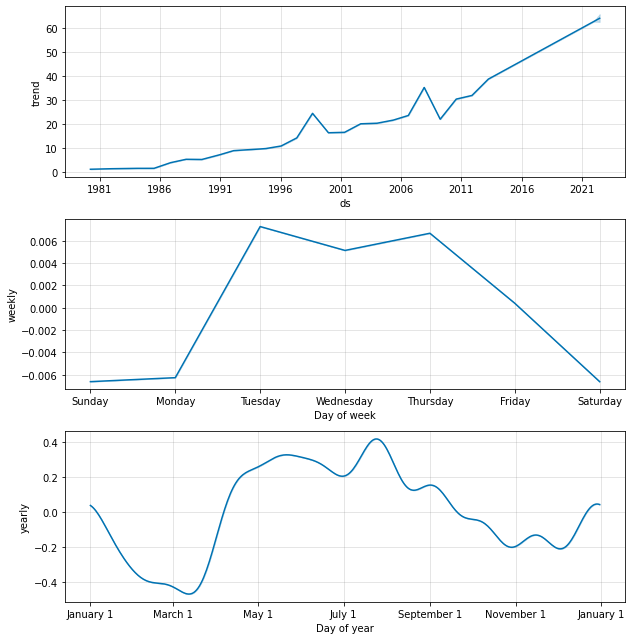 60
50
40
30
20
10
0
trend
1981 1986 1991 1996 2001 2006 2011 2016 2021
ds
0.006
0.004
0.002
0.000
−0.002
−0.004
−0.006
weekly
Sunday Monday Tuesday Wednesday Thursday Friday Saturday
Day of week
0.4
0.2
0.0
−0.2
−0.4
yearly
January 1 March 1 May 1 July 1 September 1 November 1 January 1
Day of year